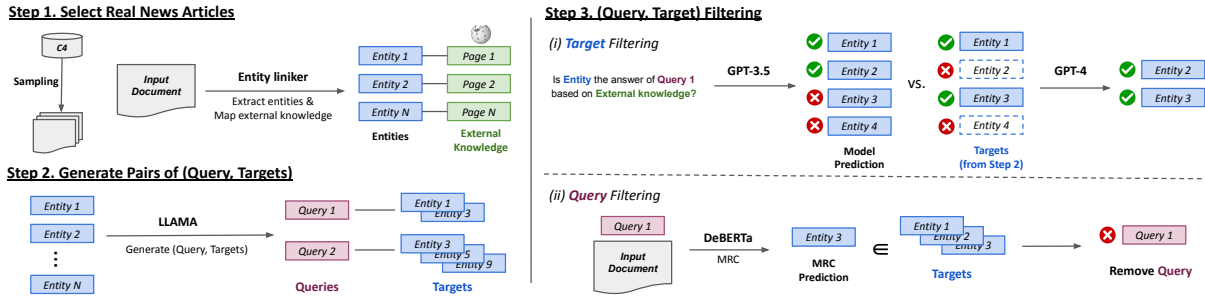 Step 1. Select Real News Articles
C4
Sampling
Input
Document
Entity liniker
Extract entities &
Map external knowledge
Entity 1
Entity 2
Entity N
Entities
Page 1
Page 2
Page N
External
Knowledge
Step 2. Generate Pairs of (Query, Targets)
Entity 1
Entity 2
Entity N
LLAMA
Generate (Query, Targets)
Query 1
Query 2
Queries
Entity 1
Entity 3
Entity 3
Entity 5
Entity 9
Targets
Step 3. (Query, Target) Filtering
(i) Target Filtering
Is Entity the answer of Query 1
based on External knowledge?
GPT-3.5
Entity 1
Entity 2
Entity 3
Entity 4
Model
Prediction
VS.
Entity 1
Entity 2
Entity 3
Entity 4
Targets
(from Step 2)
GPT-4
Entity 2
Entity 3
(ii) Query Filtering
Query 1
Input
Document
DeBERTa
MRC
Entity 3
MRC
Prediction
∈
Entity 1
Entity 2
Entity 3
Targets
Query 1
Remove Query